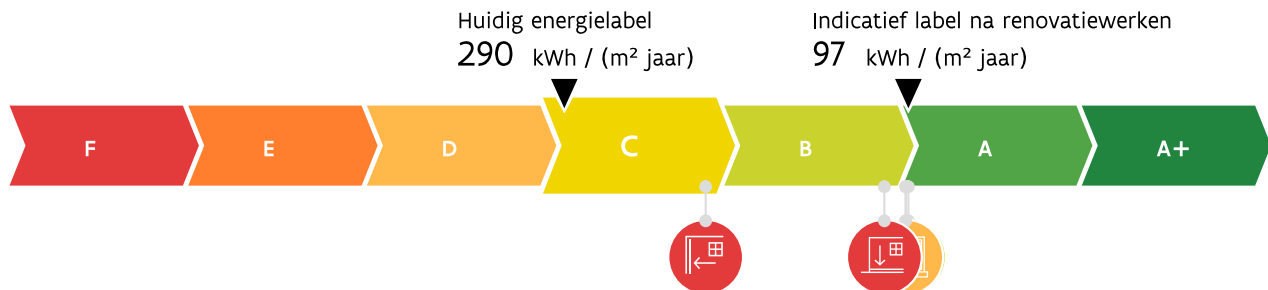 Huidig energielabel
290 kWh / (m² jaar)
Indicatief label na renovatiewerken
97 kWh / (m² jaar)
F E D C B A A+